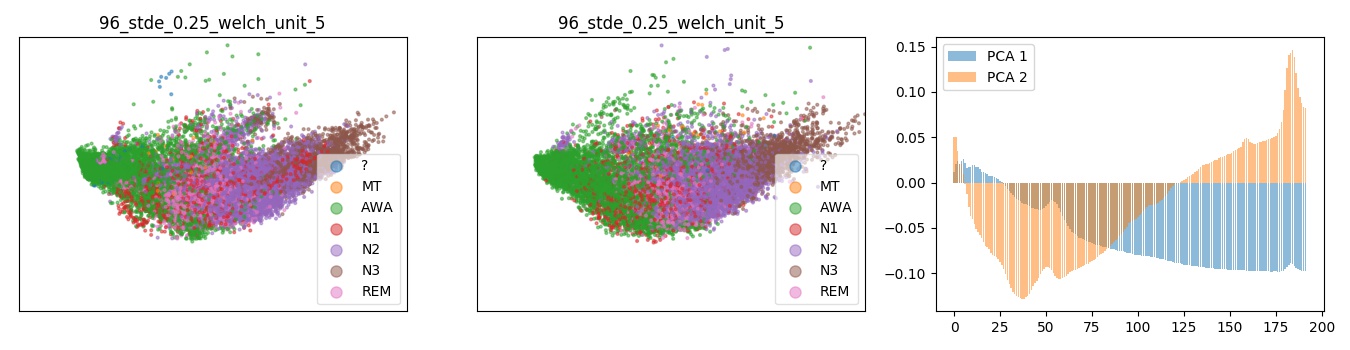 96_stde_0.25_welch_unit_5
?
MT
AWA
N1
N2
N3
REM
96_stde_0.25_welch_unit_5
?
MT
AWA
N1
N2
N3
REM
PCA 1
PCA 2
0.15
0.10
0.05
0.00
−0.05
−0.10
0 25 50 75 100 125 150 175 200